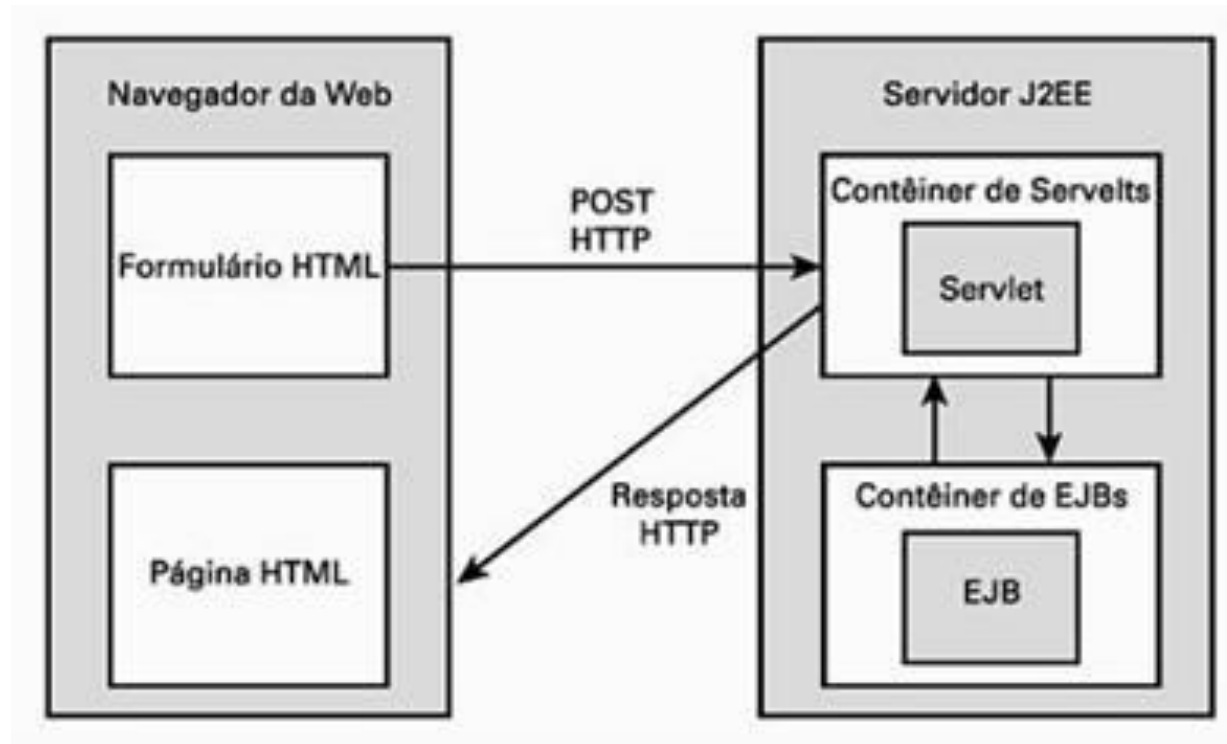 Navegador da Web
Formulário HTML
Página HTML
POST
HTTP
Resposta
HTTP
Servidor J2EE
Contêiner de Servelts
Servlet
Contêiner de EJBs
EJB